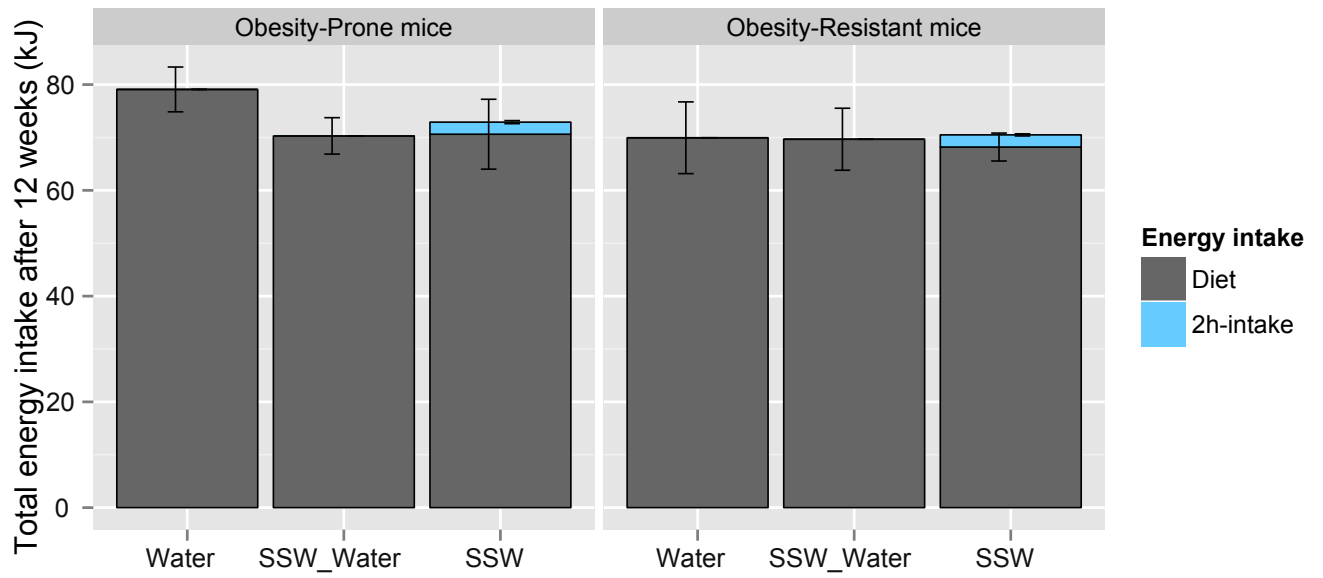 Obesity-Prone mice
Obesity-Resistant mice
Total energy intake after 12 weeks (kJ)
80
60
40
20
0
Water
SSW_Water
SSW
Water
SSW_Water
SSW
Energy intake
Diet
2h-intake